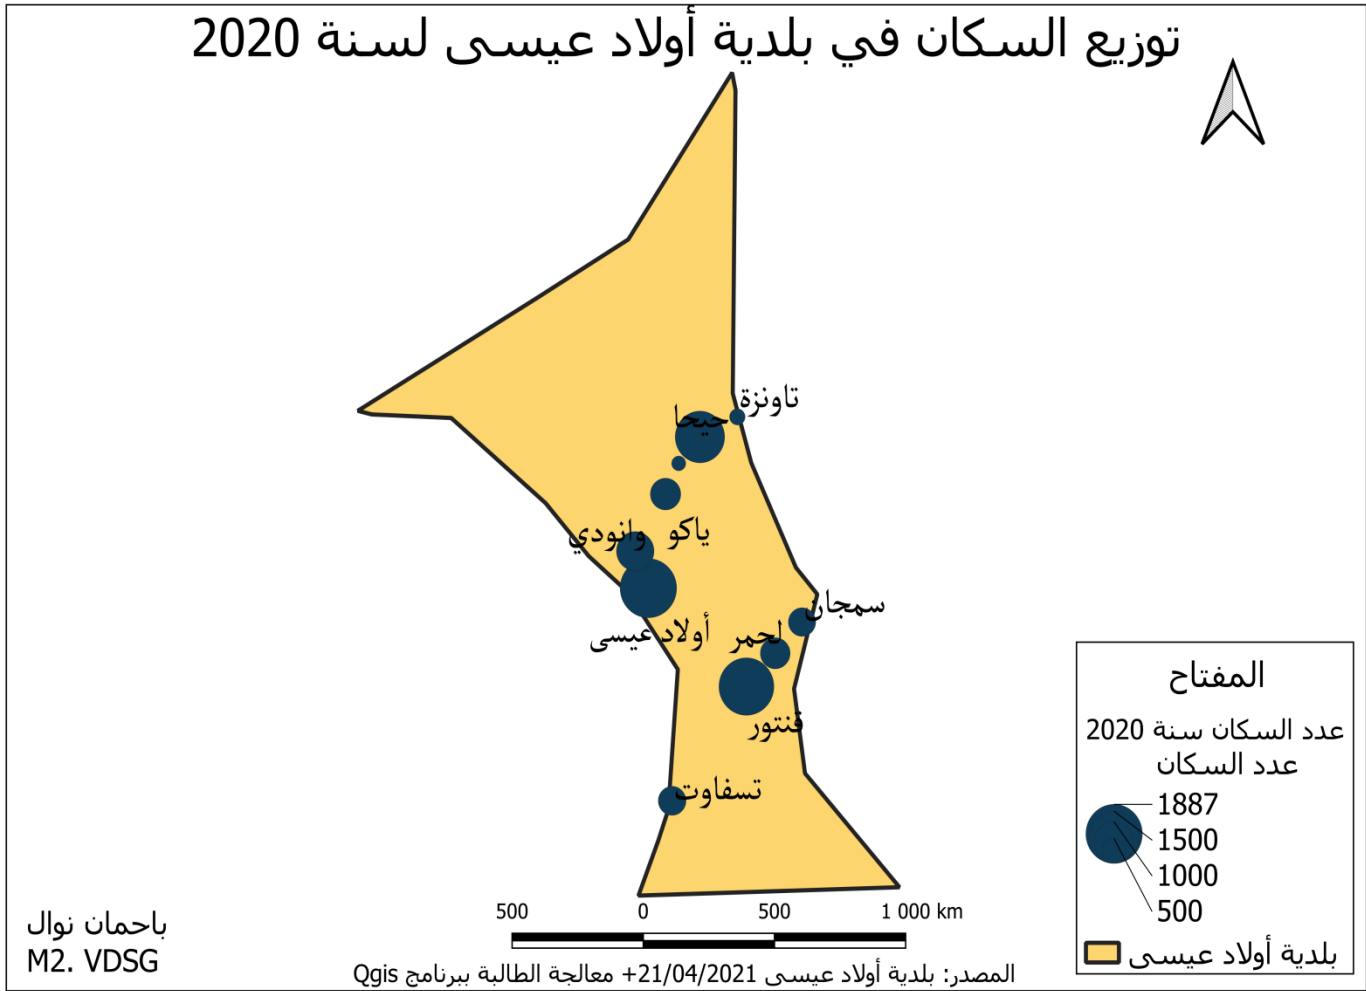 توزيع السكان في بلدية أولاد عيسى لسنة 2020
تاونزة
حيحا
ياكو
وانودي
سمجان
لحمر
أولاد عيسى
قنتور
تسفاوت
المفتاح
عدد السكان سنة 2020
عدد السكان
1887
1500
1000
500
بلدية أولاد عيسى
500 0 500 1 000 km
باحمان نوال
M2. VDSG
المصدر: بلدية أولاد عيسى 21/04/2021+ معالجة الطالبة ببرنامج Qgis